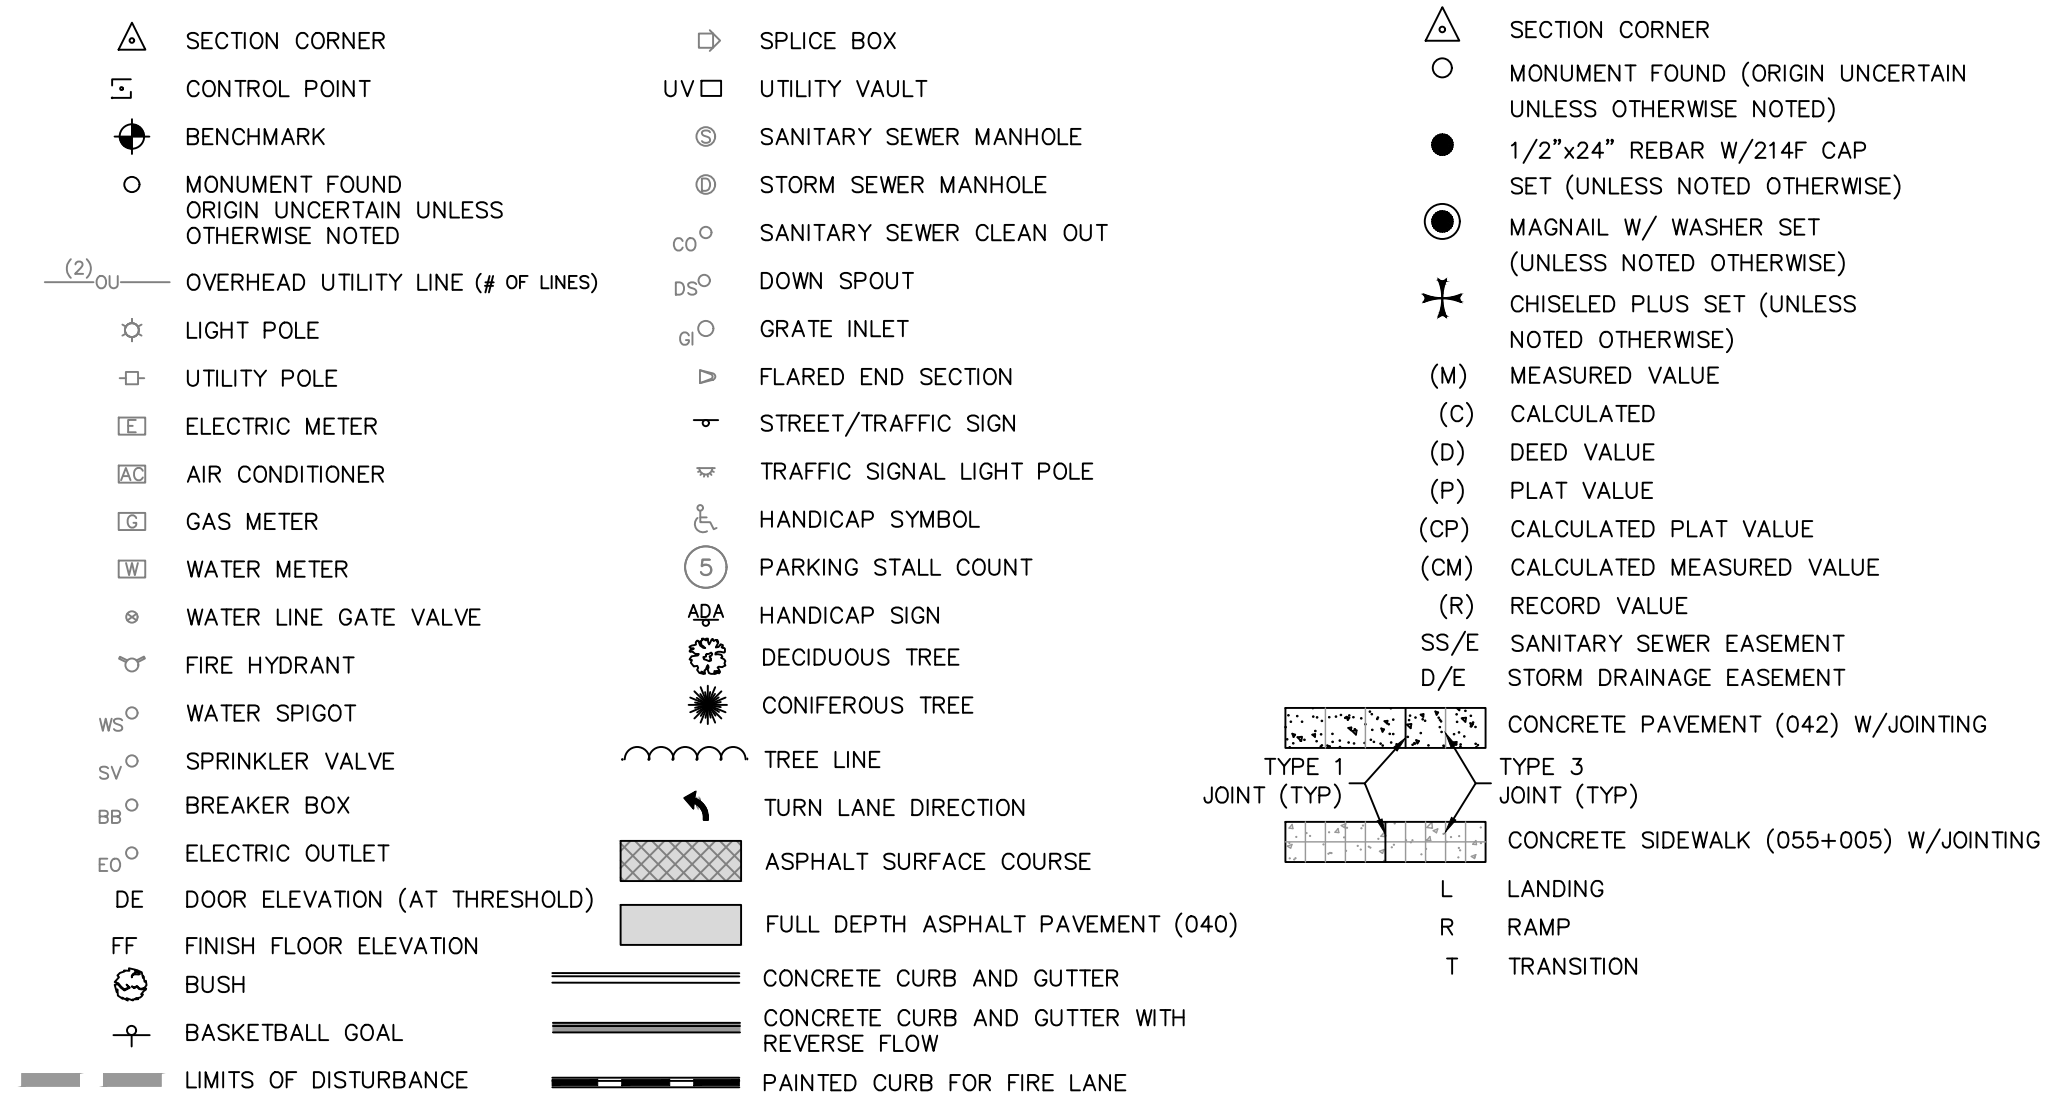 SECTION CORNER
CONTROL POINT
BENCHMARK
MONUMENT FOUND
ORIGIN UNCERTAIN UNLESS
OTHERWISE NOTED
(2)
OU OVERHEAD UTILITY LINE (# OF LINES)
LIGHT POLE
UTILITY POLE
E ELECTRIC METER
AC AIR CONDITIONER
G GAS METER
W WATER METER
WATER LINE GATE VALVE
FIRE HYDRANT
WS WATER SPIGOT
SV SPRINKLER VALVE
BB BREAKER BOX
EO ELECTRIC OUTLET
DE DOOR ELEVATION (AT THRESHOLD)
FF FINISH FLOOR ELEVATION
BUSH
BASKETBALL GOAL
LIMITS OF DISTURBANCE
SPLICE BOX
UV UTILITY VAULT
S SANITARY SEWER MANHOLE
D STORM SEWER MANHOLE
CO SANITARY SEWER CLEAN OUT
DS DOWN SPOUT
GI GRATE INLET
FLARED END SECTION
STREET/TRAFFIC SIGN
TRAFFIC SIGNAL LIGHT POLE
HANDICAP SYMBOL
5 PARKING STALL COUNT
ADA HANDICAP SIGN
DECIDUOUS TREE
CONIFEROUS TREE
TREE LINE
TURN LANE DIRECTION
ASPHALT SURFACE COURSE
FULL DEPTH ASPHALT PAVEMENT (040)
CONCRETE CURB AND GUTTER
CONCRETE CURB AND GUTTER WITH
REVERSE FLOW
PAINTED CURB FOR FIRE LANE
SECTION CORNER
MONUMENT FOUND (ORIGIN UNCERTAIN
UNLESS OTHERWISE NOTED)
1/2"x24" REBAR W/214F CAP
SET (UNLESS NOTED OTHERWISE)
MAGNAIL W/ WASHER SET
(UNLESS NOTED OTHERWISE)
CHISELED PLUS SET (UNLESS
NOTED OTHERWISE)
(M) MEASURED VALUE
(C) CALCULATED
(D) DEED VALUE
(P) PLAT VALUE
(CP) CALCULATED PLAT VALUE
(CM) CALCULATED MEASURED VALUE
(R) RECORD VALUE
SS/E SANITARY SEWER EASEMENT
D/E STORM DRAINAGE EASEMENT
CONCRETE PAVEMENT (042) W/JOINTING
TYPE 1
JOINT (TYP)
TYPE 3
JOINT (TYP)
CONCRETE SIDEWALK (055+005) W/JOINTING
L LANDING
R RAMP
T TRANSITION